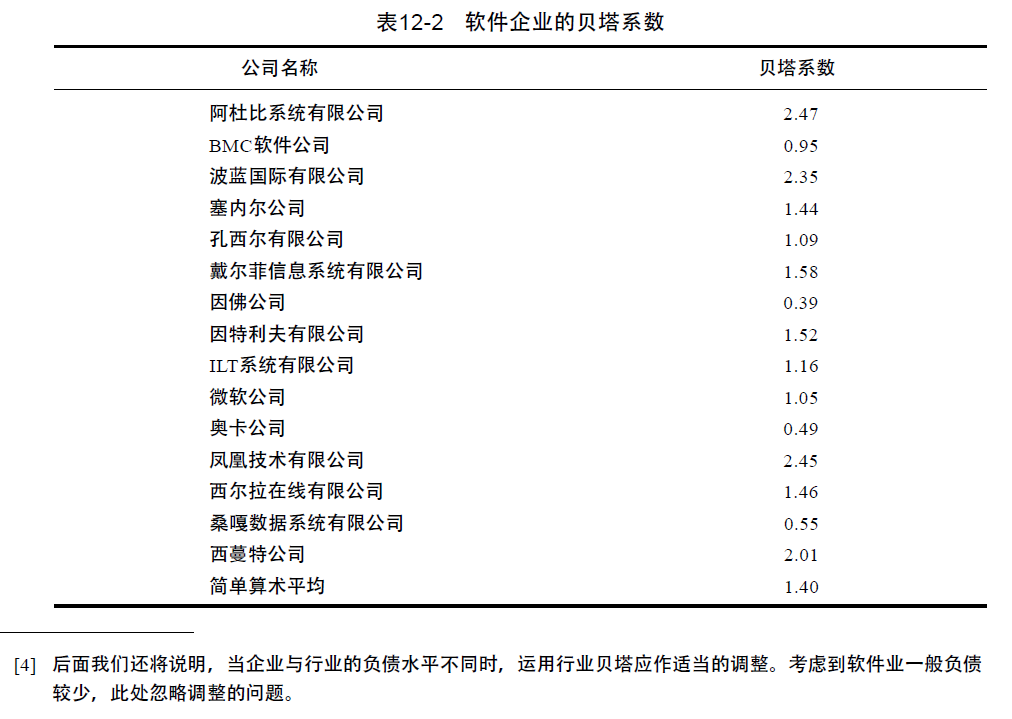 表12-2 软件企业的贝塔系数
公司名称 贝塔系数
阿杜比系统有限公司 2.47
BMC软件公司 0.95
波蓝国际有限公司 2.35
塞内尔公司 1.44
孔西尔有限公司 1.09
戴尔菲信息系统有限公司 1.58
因佛公司 0.39
因特利夫有限公司 1.52
ILT系统有限公司 1.16
微软公司 1.05
奥卡公司 0.49
凤凰技术有限公司 2.45
西尔拉在线有限公司 1.46
桑嘎数据系统有限公司 0.55
西蔓特公司 2.01
简单算术平均 1.40
[4] 后面我们还将说明，当企业与行业的负债水平不同时，运用行业贝塔应作适当的调整。考虑到软件业一般负债
较少，此处忽略调整的问题。